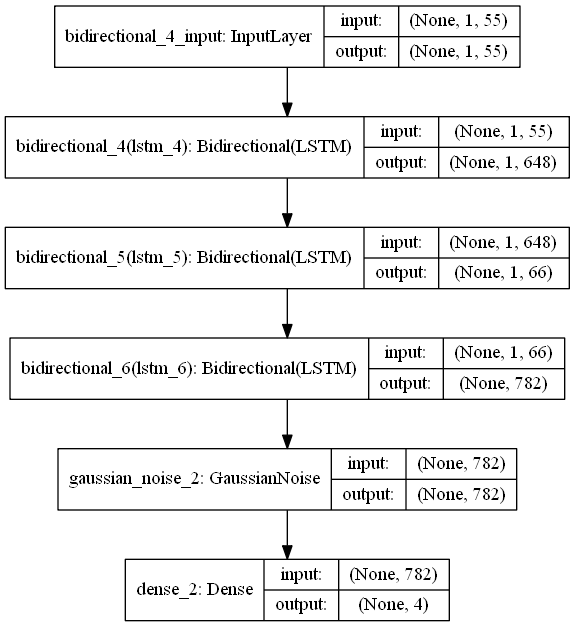 bidirectional_4_input: InputLayer
input: (None, 1, 55)
output: (None, 1, 55)
bidirectional_4(lstm_4): Bidirectional(LSTM)
input: (None, 1, 55)
output: (None, 1, 648)
bidirectional_5(lstm_5): Bidirectional(LSTM)
input: (None, 1, 648)
output: (None, 1, 66)
bidirectional_6(lstm_6): Bidirectional(LSTM)
input: (None, 1, 66)
output: (None, 782)
gaussian_noise_2: GaussianNoise
input: (None, 782)
output: (None, 782)
dense_2: Dense
input: (None, 782)
output: (None, 4)